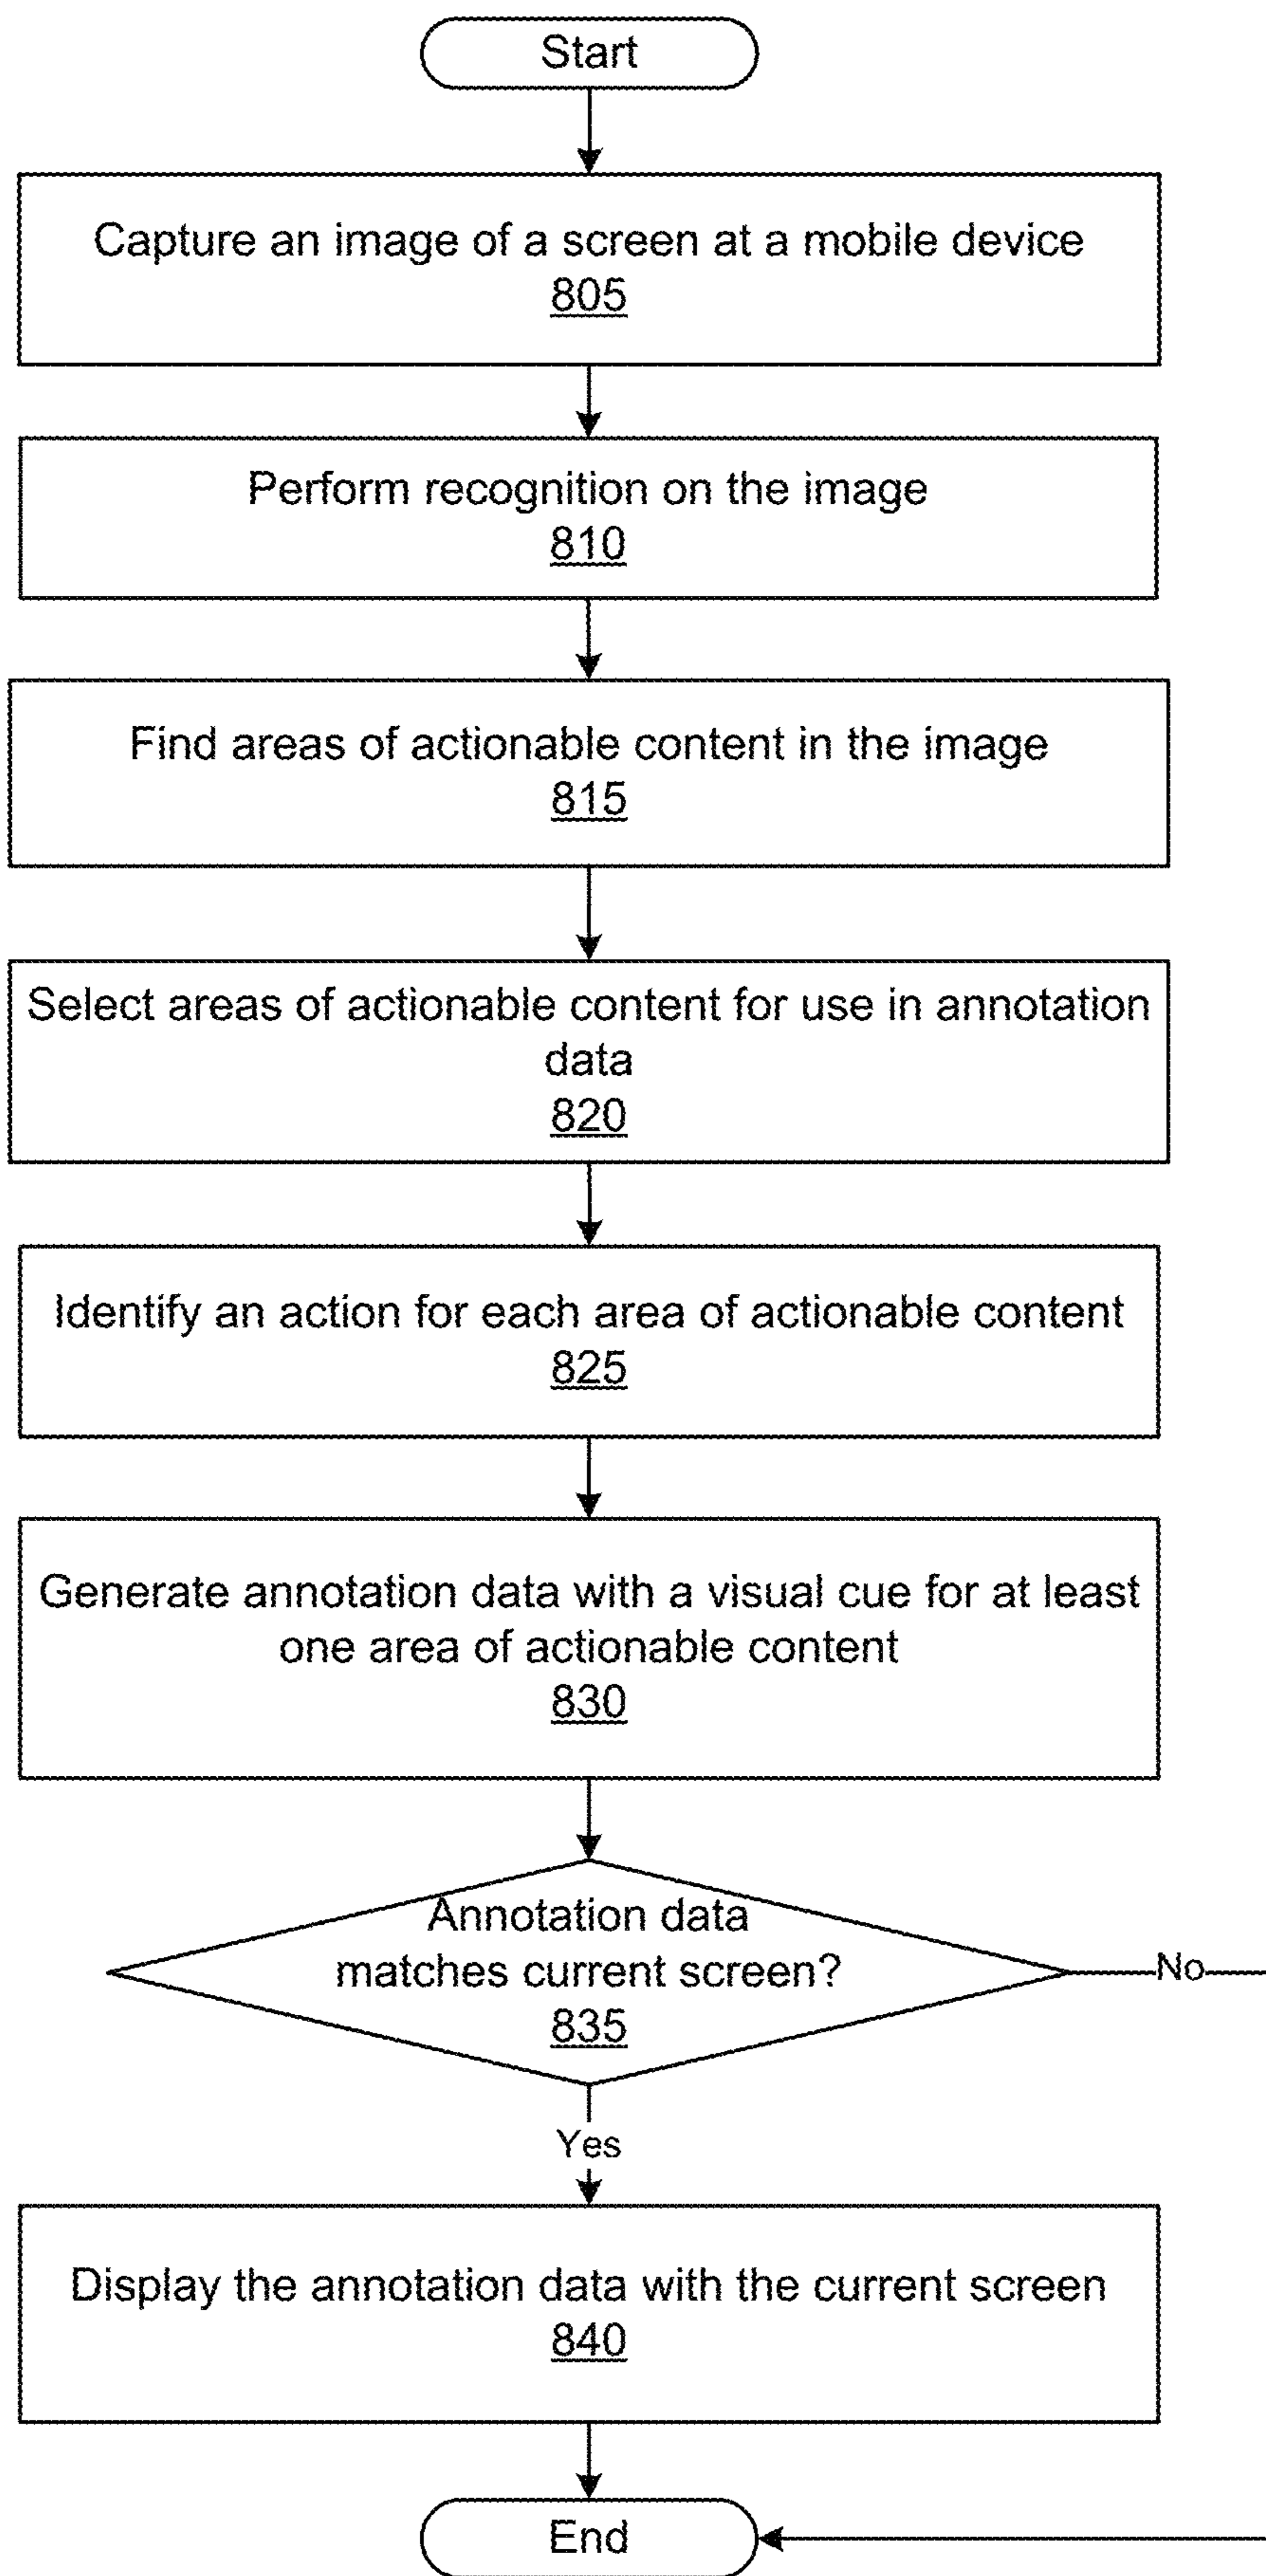 Start
Capture an image of a screen at a mobile device
805
Perform recognition on the image
810
Find areas of actionable content in the image
815
Select areas of actionable content for use in annotation
data
820
Identify an action for each area of actionable content
825
Generate annotation data with a visual cue for at least
one area of actionable content
830
Annotation data
matches current screen?
835
No
Yes
Display the annotation data with the current screen
840
End